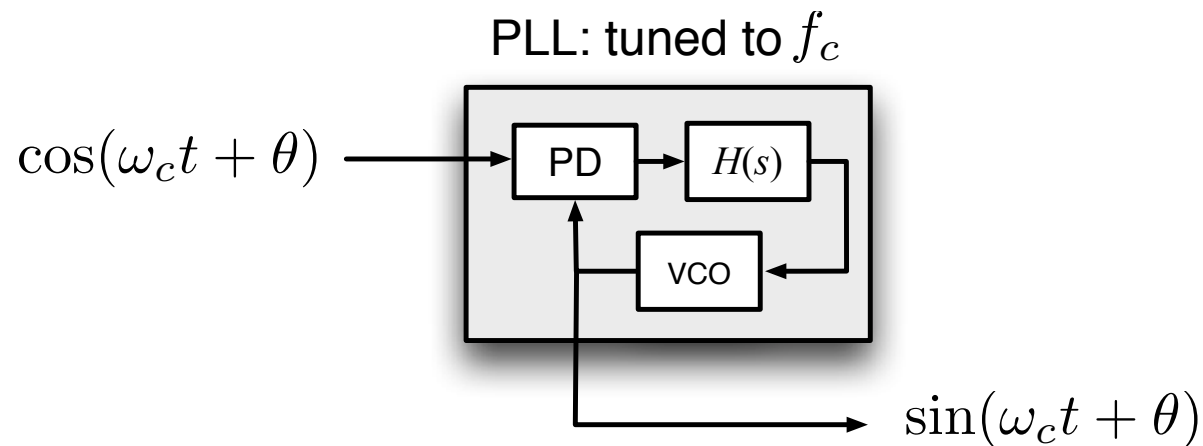 PLL: tuned to f_c
cos(ω_c t + θ)
PD
H(s)
VCO
sin(ω_c t + θ)